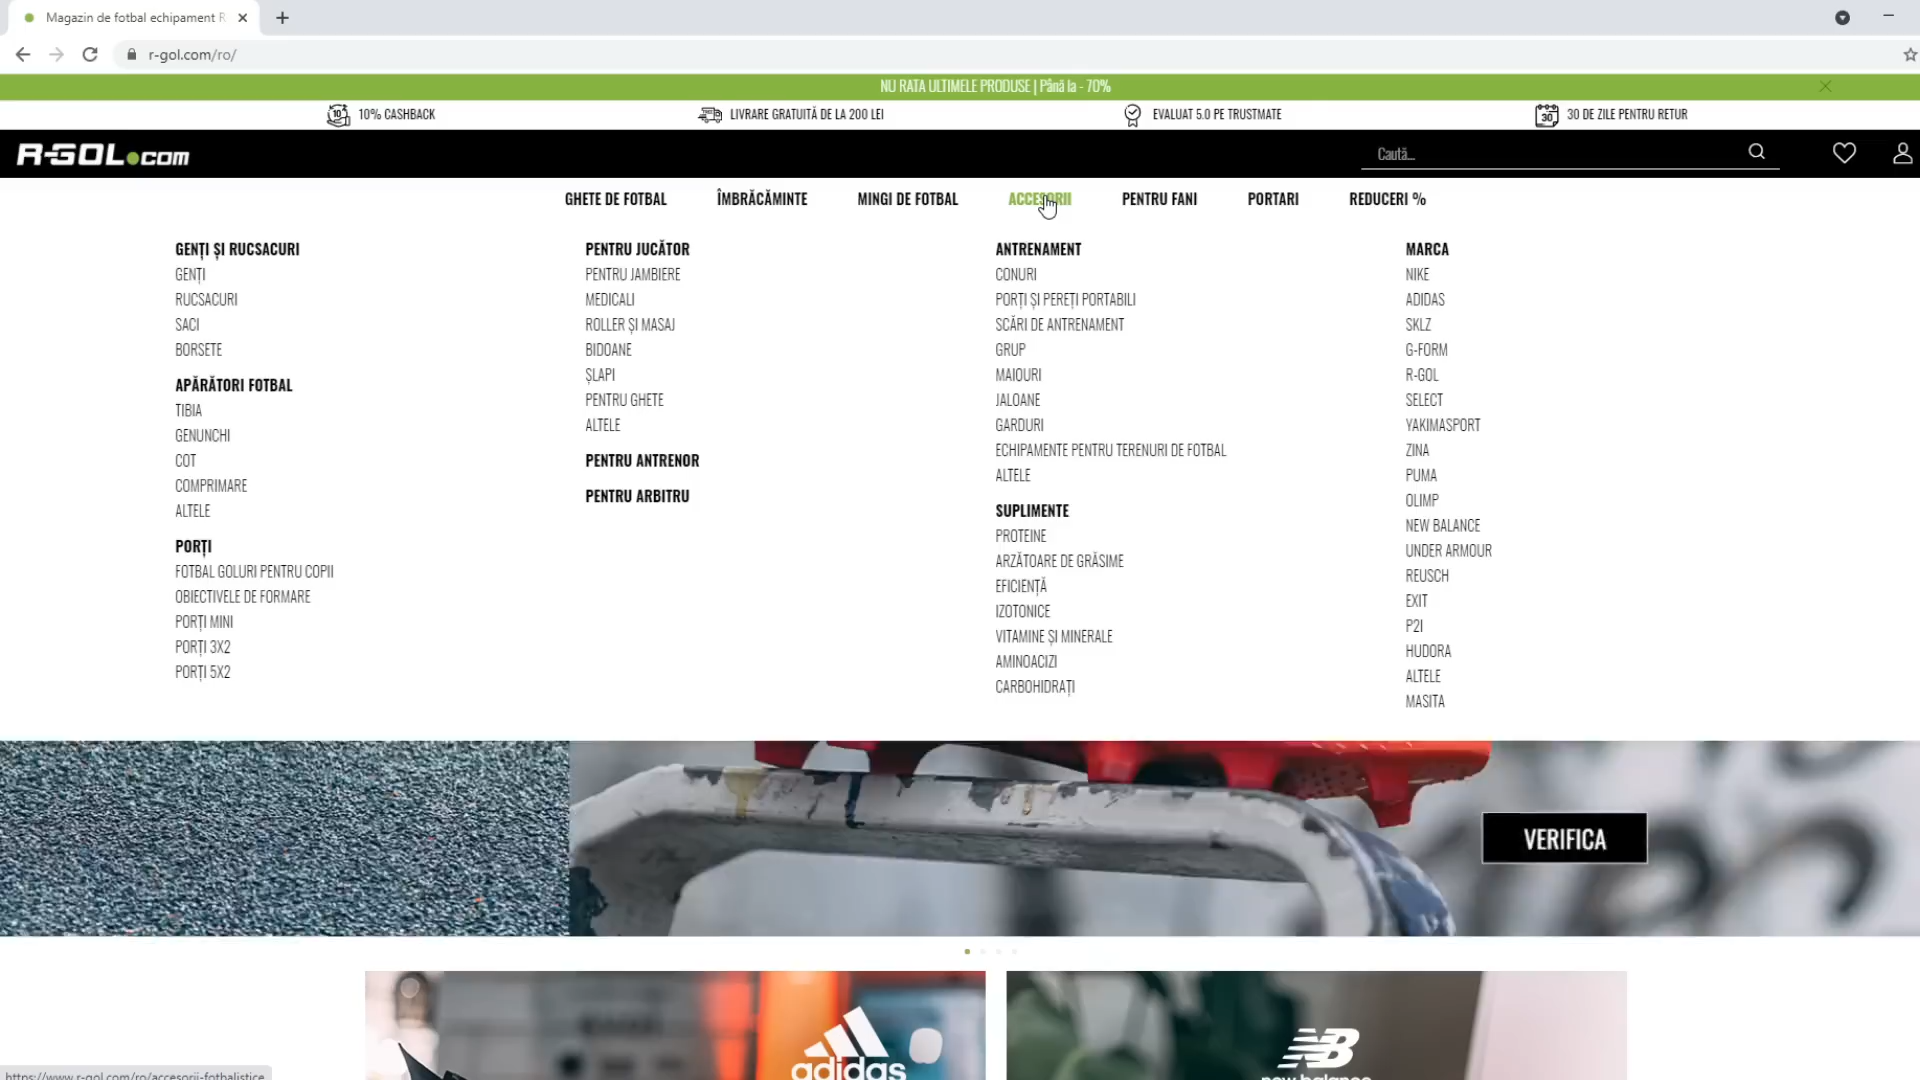 Magazin de fotbal echipament R
r-gol.com/ro/
NU RATA ULTIMELE PRODUSE | Până la - 70%
10% CASHBACK
LIVRARE GRATUITĂ DE LA 200 LEI
EVALUAT 5.0 PE TRUSTMATE
30 DE ZILE PENTRU RETUR
R-GOL.COM
Caută...
GHETE DE FOTBAL
ÎMBRĂCĂMINTE
MINGI DE FOTBAL
ACCESORII
PENTRU FANI
PORTARI
REDUCERI %
GENȚI ȘI RUCSACURI
GENȚI
RUCSACURI
SACI
BORSETE
APĂRĂTORI FOTBAL
TIBIA
GENUNCHI
COT
COMPRIMARE
ALTELE
PORȚI
FOTBAL GOLURI PENTRU COPII
OBIECTIVELE DE FORMARE
PORȚI MINI
PORȚI 3X2
PORȚI 5X2
PENTRU JUCĂTOR
PENTRU JAMBIERE
MEDICALI
ROLLER ȘI MASAJ
BIDOANE
ȘLAPI
PENTRU GHETE
ALTELE
PENTRU ANTRENOR
PENTRU ARBITRU
ANTRENAMENT
CONURI
PORȚI ȘI PEREȚI PORTABILI
SCĂRI DE ANTRENAMENT
GRUP
MAIOURI
JALOANE
GARDURI
ECHIPAMENTE PENTRU TERENURI DE FOTBAL
ALTELE
SUPLIMENTE
PROTEINE
ARZĂTOARE DE GRĂSIME
EFICIENȚĂ
IZOTONICE
VITAMINE ȘI MINERALE
AMINOACIZI
CARBOHIDRAȚI
MARCA
NIKE
ADIDAS
SKLZ
G-FORM
R-GOL
SELECT
YAKIMASPORT
ZINA
PUMA
OLIMP
NEW BALANCE
UNDER ARMOUR
REUSCH
EXIT
P2I
HUDORA
ALTELE
MASITA
VERIFICA
adidas
NB
new balance
https://www.r-gol.com/ro/accesorii-fotbalistice